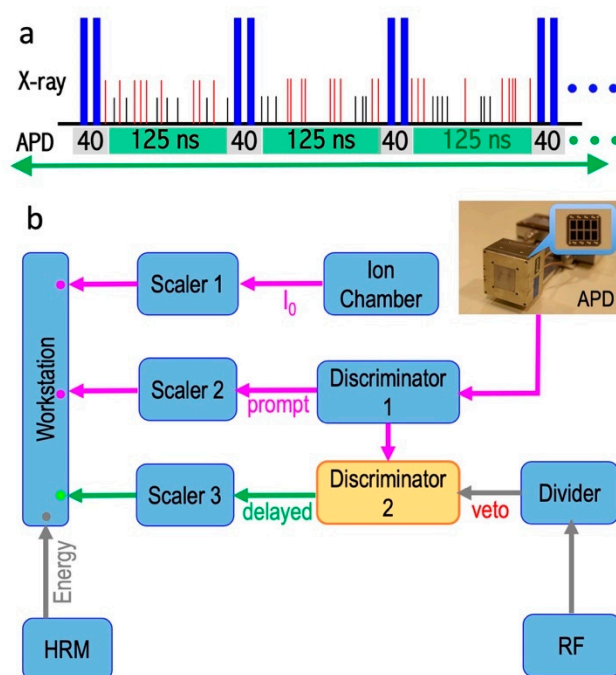 a
X-ray
APD
40
125 ns
40
125 ns
40
125 ns
40
b
Workstation
Scaler 1
I0
Ion
Chamber
APD
Scaler 2
prompt
Discriminator
1
Scaler 3
delayed
Discriminator
2
veto
Divider
Energy
HRM
RF